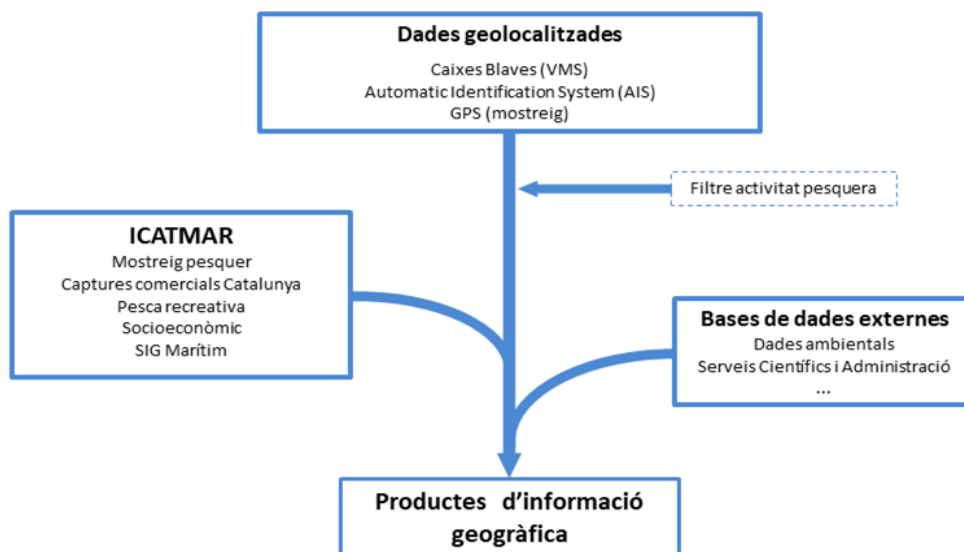 Dades geolocalitzades
Caixes Blaves (VMS)
Automatic Identification System (AIS)
GPS (mostreig)
Filtre activitat pesquera
ICATMAR
Mostreig pesquer
Captures comercials Catalunya
Pesca recreativa
Socioeconòmic
SIG Marítim
Bases de dades externes
Dades ambientals
Serveis Científics i Administració
...
Productes d’informació
geogràfica